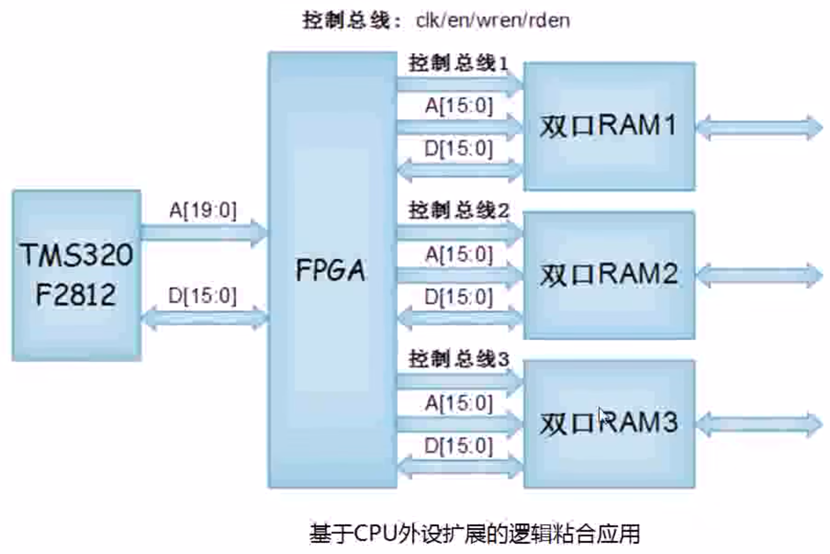 控制总线：clk/en/wren/rden
控制总线1
A[15:0]
D[15:0]
双口RAM1
TMS320
F2812
A[19:0]
D[15:0]
FPGA
控制总线2
A[15:0]
D[15:0]
双口RAM2
控制总线3
A[15:0]
D[15:0]
双口RAM3
基于CPU外设扩展的逻辑粘合应用